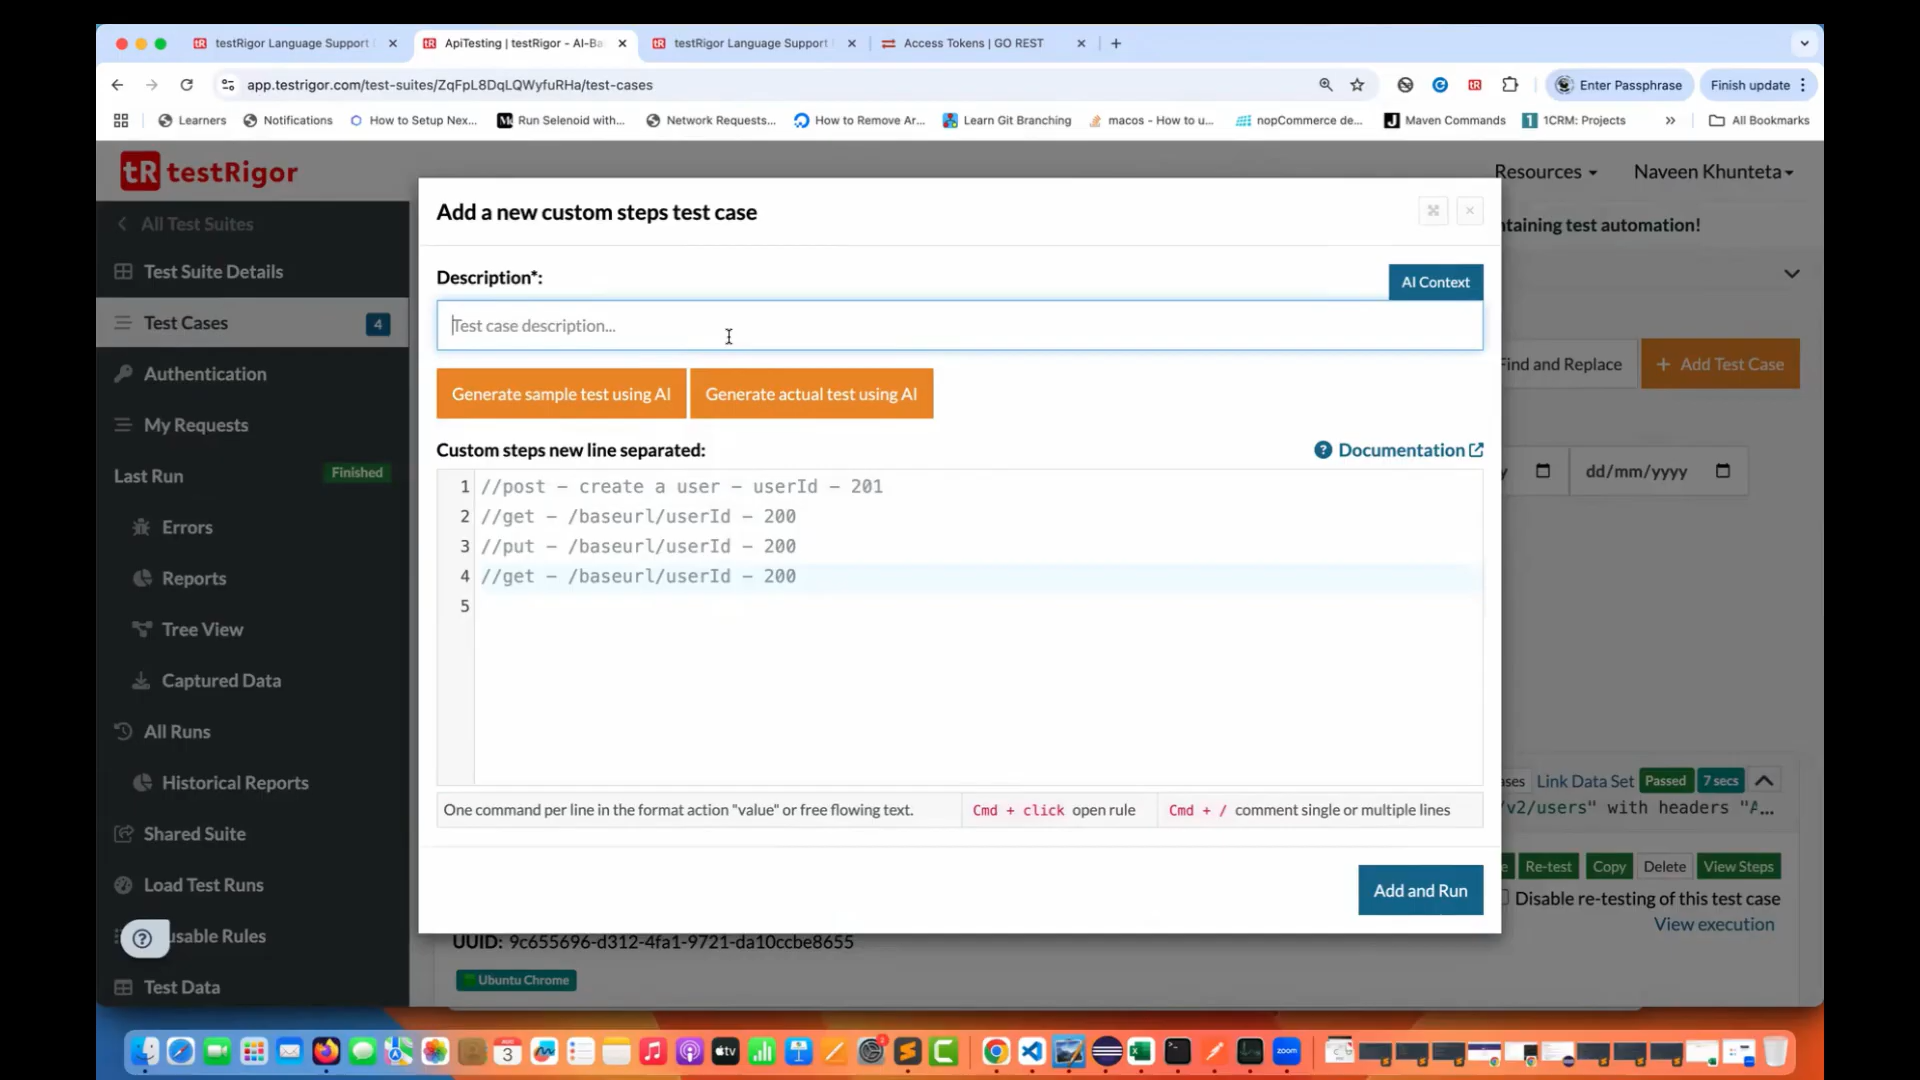 testRigor Language Support
ApiTesting | testRigor - AI-Ba
testRigor Language Support
Access Tokens | GO REST
app.testrigor.com/test-suites/ZqFpL8DqLQWyfuRHa/test-cases
Enter Passphrase
Finish update
Learners
Notifications
How to Setup Nex...
Run Selenoid with...
Network Requests...
How to Remove Ar...
Learn Git Branching
macos - How to u...
nopCommerce de...
Maven Commands
1CRM: Projects
All Bookmarks
tR testRigor
Resources
Naveen Khunteta
All Test Suites
Test Suite Details
Test Cases 4
Authentication
My Requests
Last Run Finished
Errors
Reports
Tree View
Captured Data
All Runs
Historical Reports
Shared Suite
Load Test Runs
usable Rules
Test Data
Add a new custom steps test case
ntaining test automation!
Description*:
AI Context
Test case description...
Find and Replace
+ Add Test Case
Generate sample test using AI
Generate actual test using AI
Custom steps new line separated:
Documentation
y
dd/mm/yyyy
1 //post - create a user - userId - 201
2 //get - /baseurl/userId - 200
3 //put - /baseurl/userId - 200
4 //get - /baseurl/userId - 200
5
One command per line in the format action "value" or free flowing text.
Cmd + click open rule
Cmd + / comment single or multiple lines
ases Link Data Set Passed 7 secs
/v2/users" with headers "A...
Add and Run
e Re-test Copy Delete View Steps
Disable re-testing of this test case
View execution
UUID: 9c655696-d312-4fa1-9721-da10ccbe8655
Ubuntu Chrome
3
tv
zoom